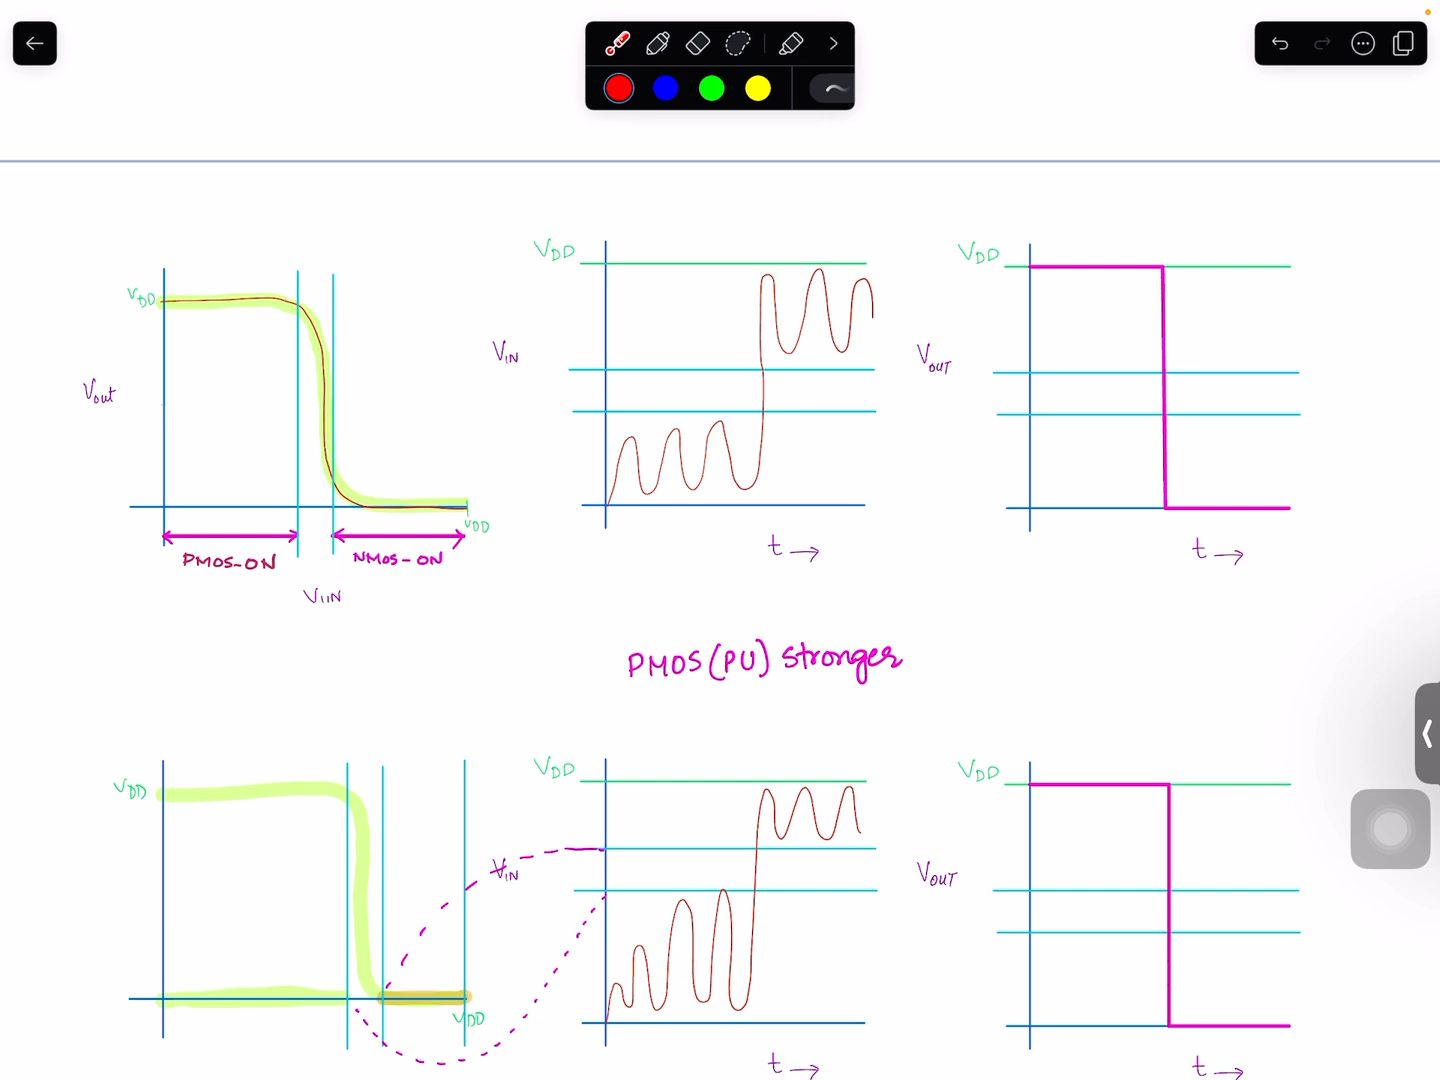 VDD
VDD
VDD
VIN
VOUT
Vout
VDD
t →
t →
PMOS-ON
NMOS-ON
VIIN
PMOS(PU) stronger
VDD
VDD
VDD
VIN
VOUT
VDD
t →
t →